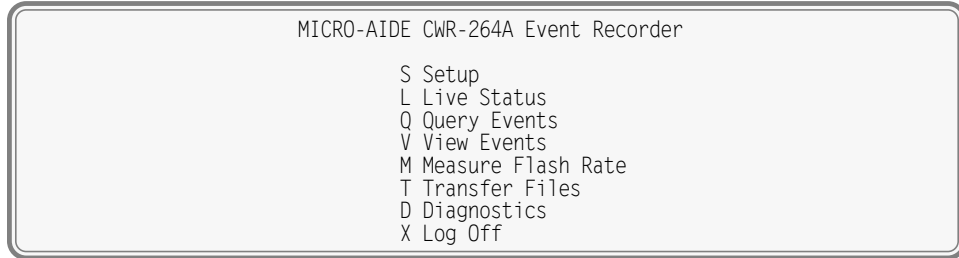 MICRO-AIDE CWR-264A Event Recorder
S Setup
L Live Status
Q Query Events
V View Events
M Measure Flash Rate
T Transfer Files
D Diagnostics
X Log Off